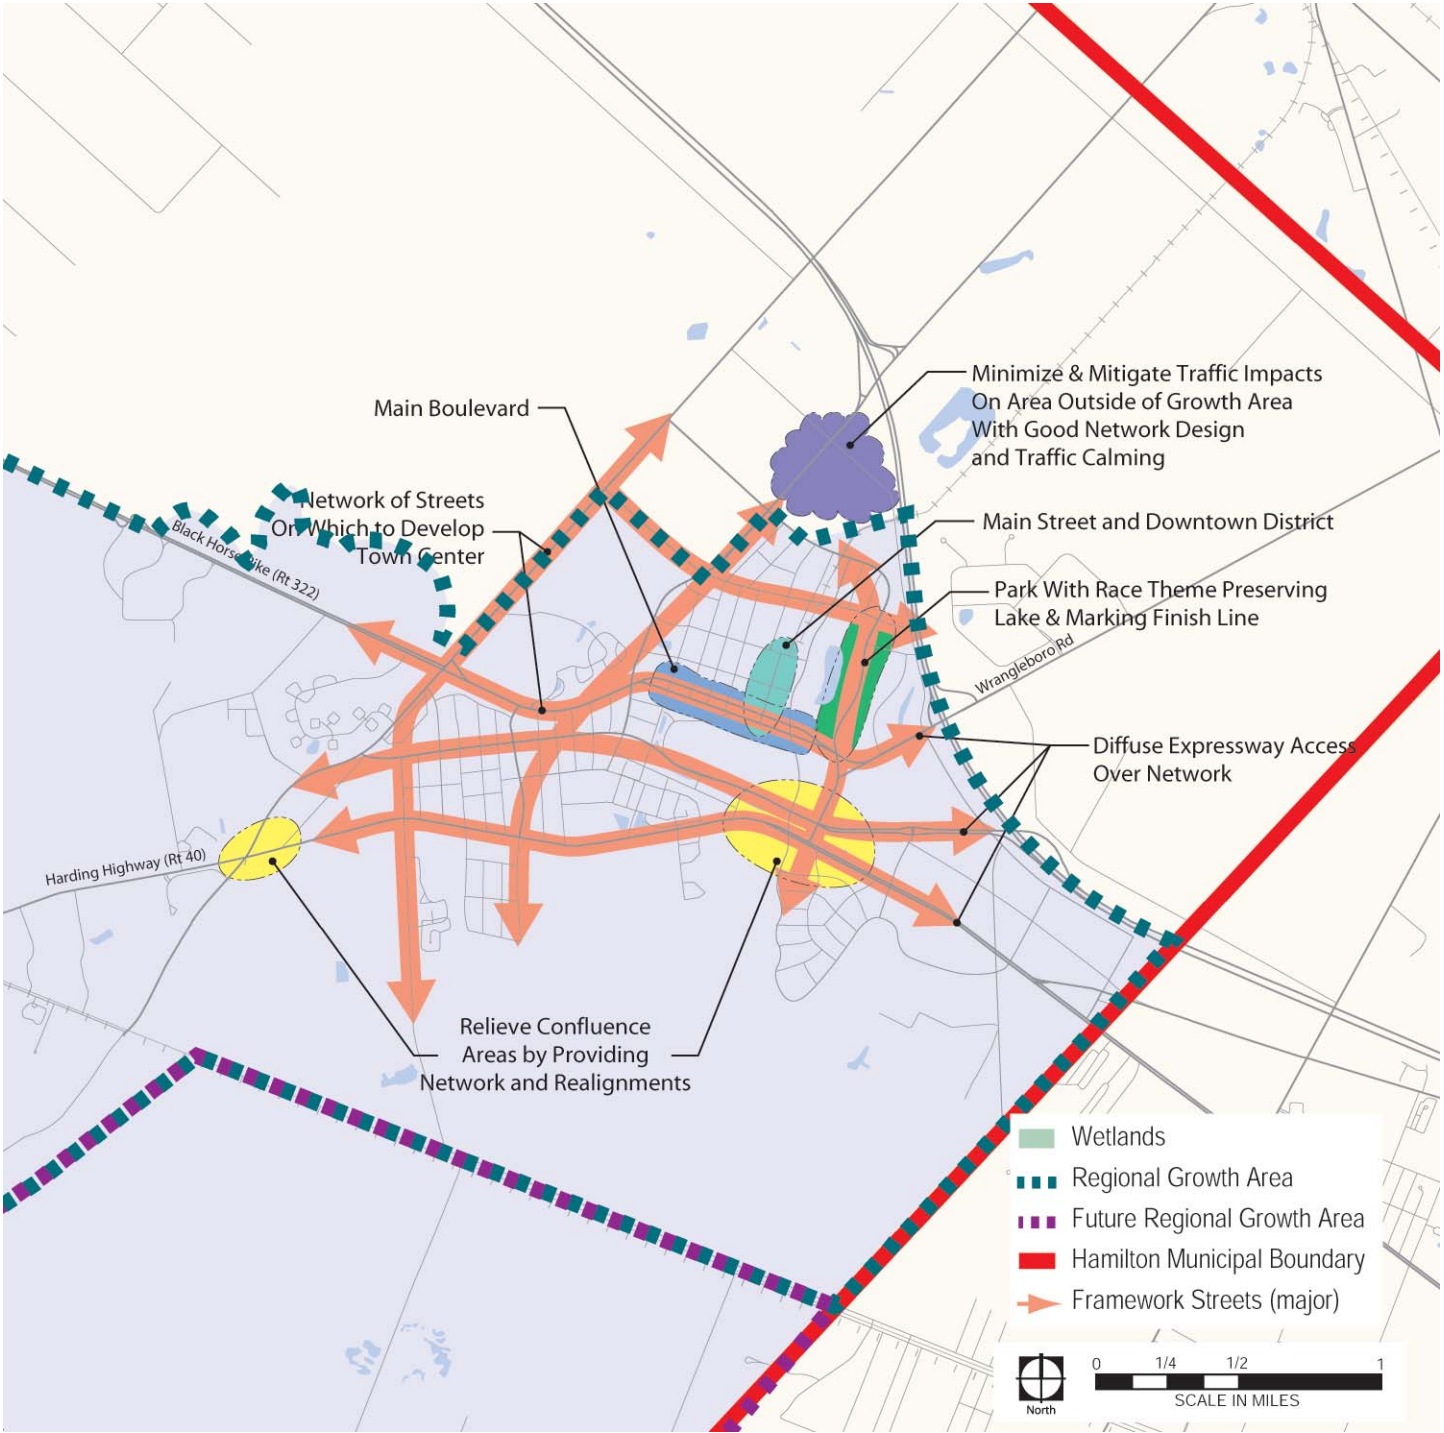 Minimize & Mitigate Traffic Impacts
On Area Outside of Growth Area
With Good Network Design
and Traffic Calming
Main Boulevard
Network of Streets
On Which to Develop
Town Center
Main Street and Downtown District
Black Horse Pike (Rt 322)
Park With Race Theme Preserving
Lake & Marking Finish Line
Wrangleboro Rd
Diffuse Expressway Access
Over Network
Harding Highway (Rt 40)
Relieve Confluence
Areas by Providing
Network and Realignments
Wetlands
Regional Growth Area
Future Regional Growth Area
Hamilton Municipal Boundary
Framework Streets (major)
0 1/4 1/2 1
SCALE IN MILES
North